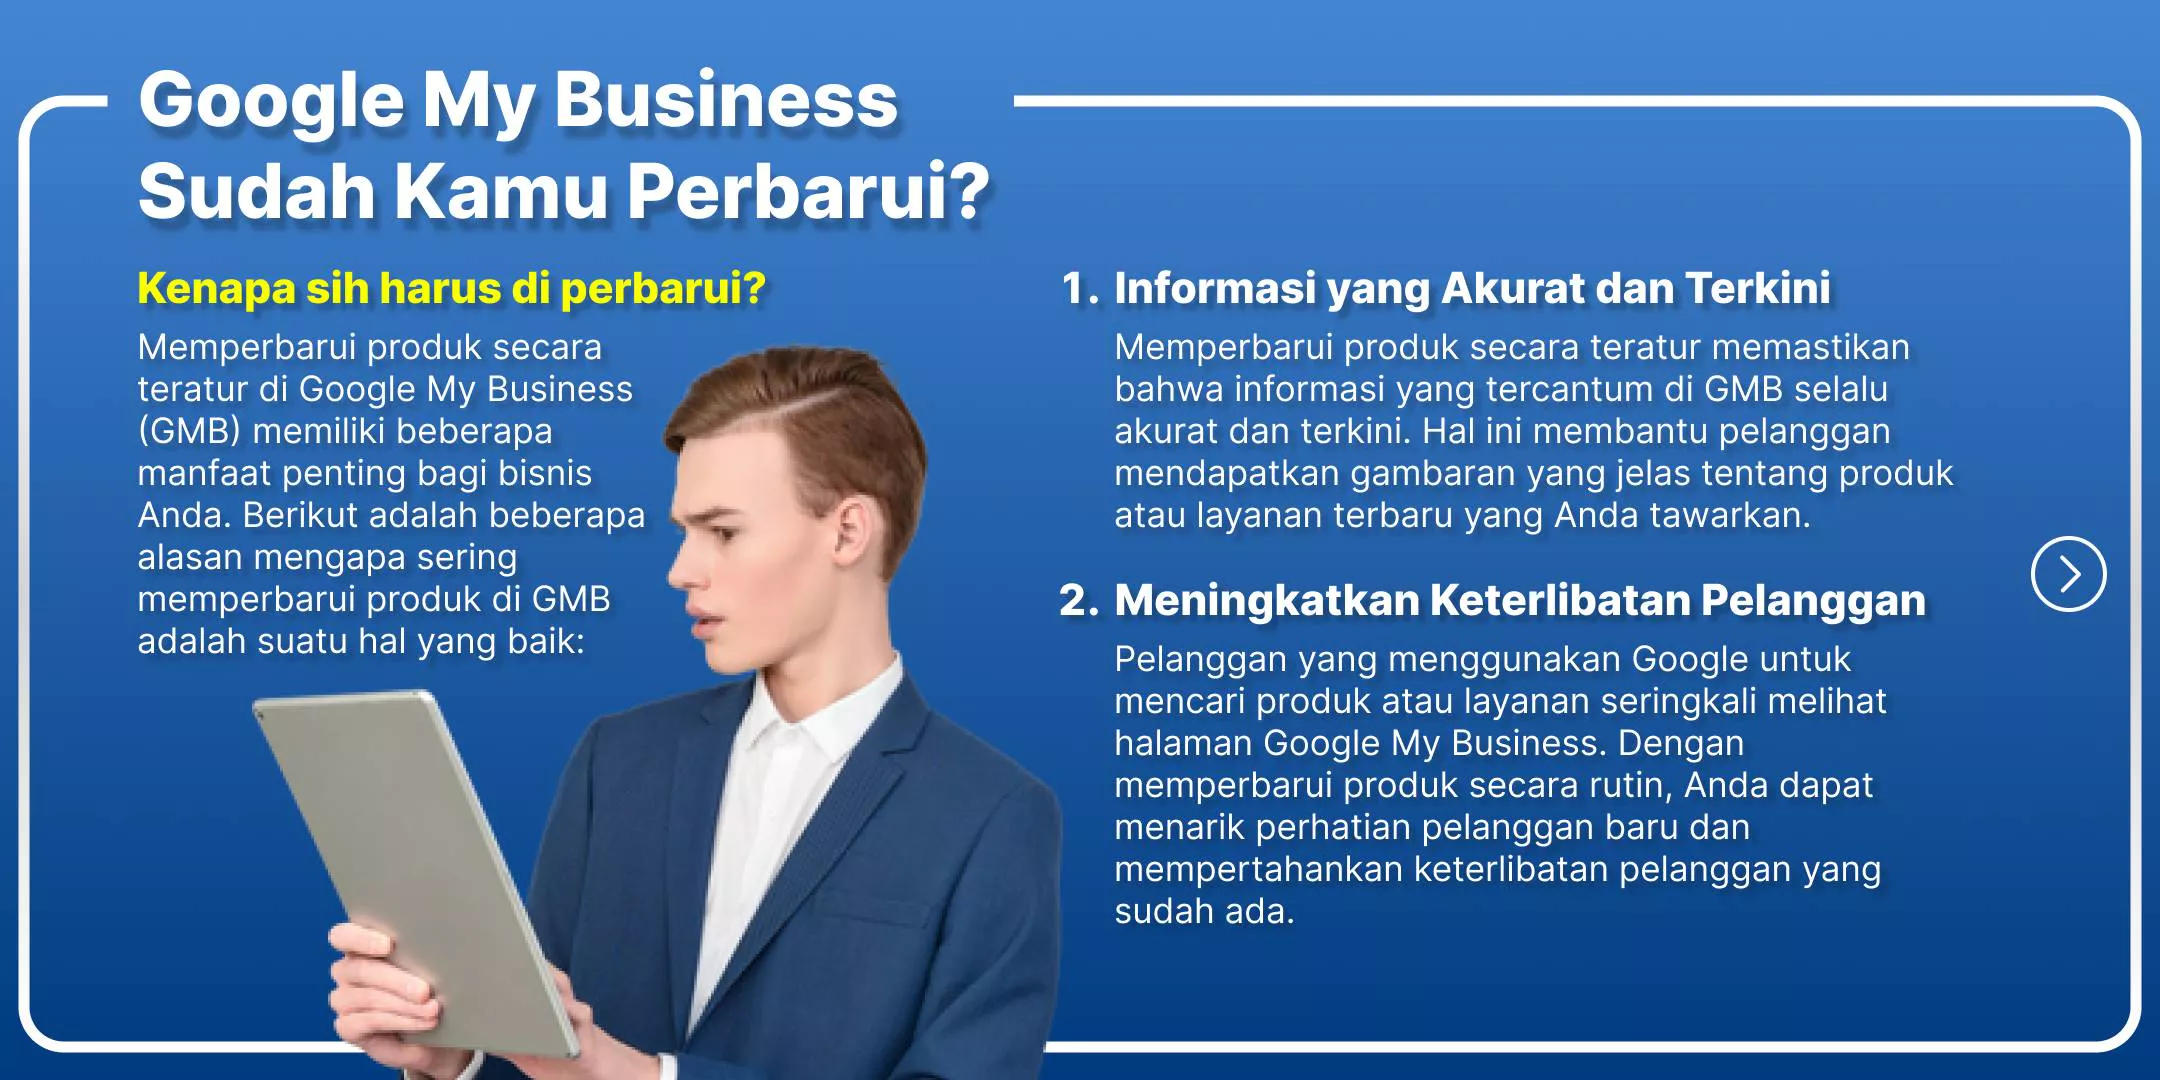 Google My Business
Sudah Kamu Perbarui?
Kenapa sih harus di perbarui?
Memperbarui produk secara
teratur di Google My Business
(GMB) memiliki beberapa
manfaat penting bagi bisnis
Anda. Berikut adalah beberapa
alasan mengapa sering
memperbarui produk di GMB
adalah suatu hal yang baik:
1. Informasi yang Akurat dan Terkini
Memperbarui produk secara teratur memastikan
bahwa informasi yang tercantum di GMB selalu
akurat dan terkini. Hal ini membantu pelanggan
mendapatkan gambaran yang jelas tentang produk
atau layanan terbaru yang Anda tawarkan.
2. Meningkatkan Keterlibatan Pelanggan
Pelanggan yang menggunakan Google untuk
mencari produk atau layanan seringkali melihat
halaman Google My Business. Dengan
memperbarui produk secara rutin, Anda dapat
menarik perhatian pelanggan baru dan
mempertahankan keterlibatan pelanggan yang
sudah ada.